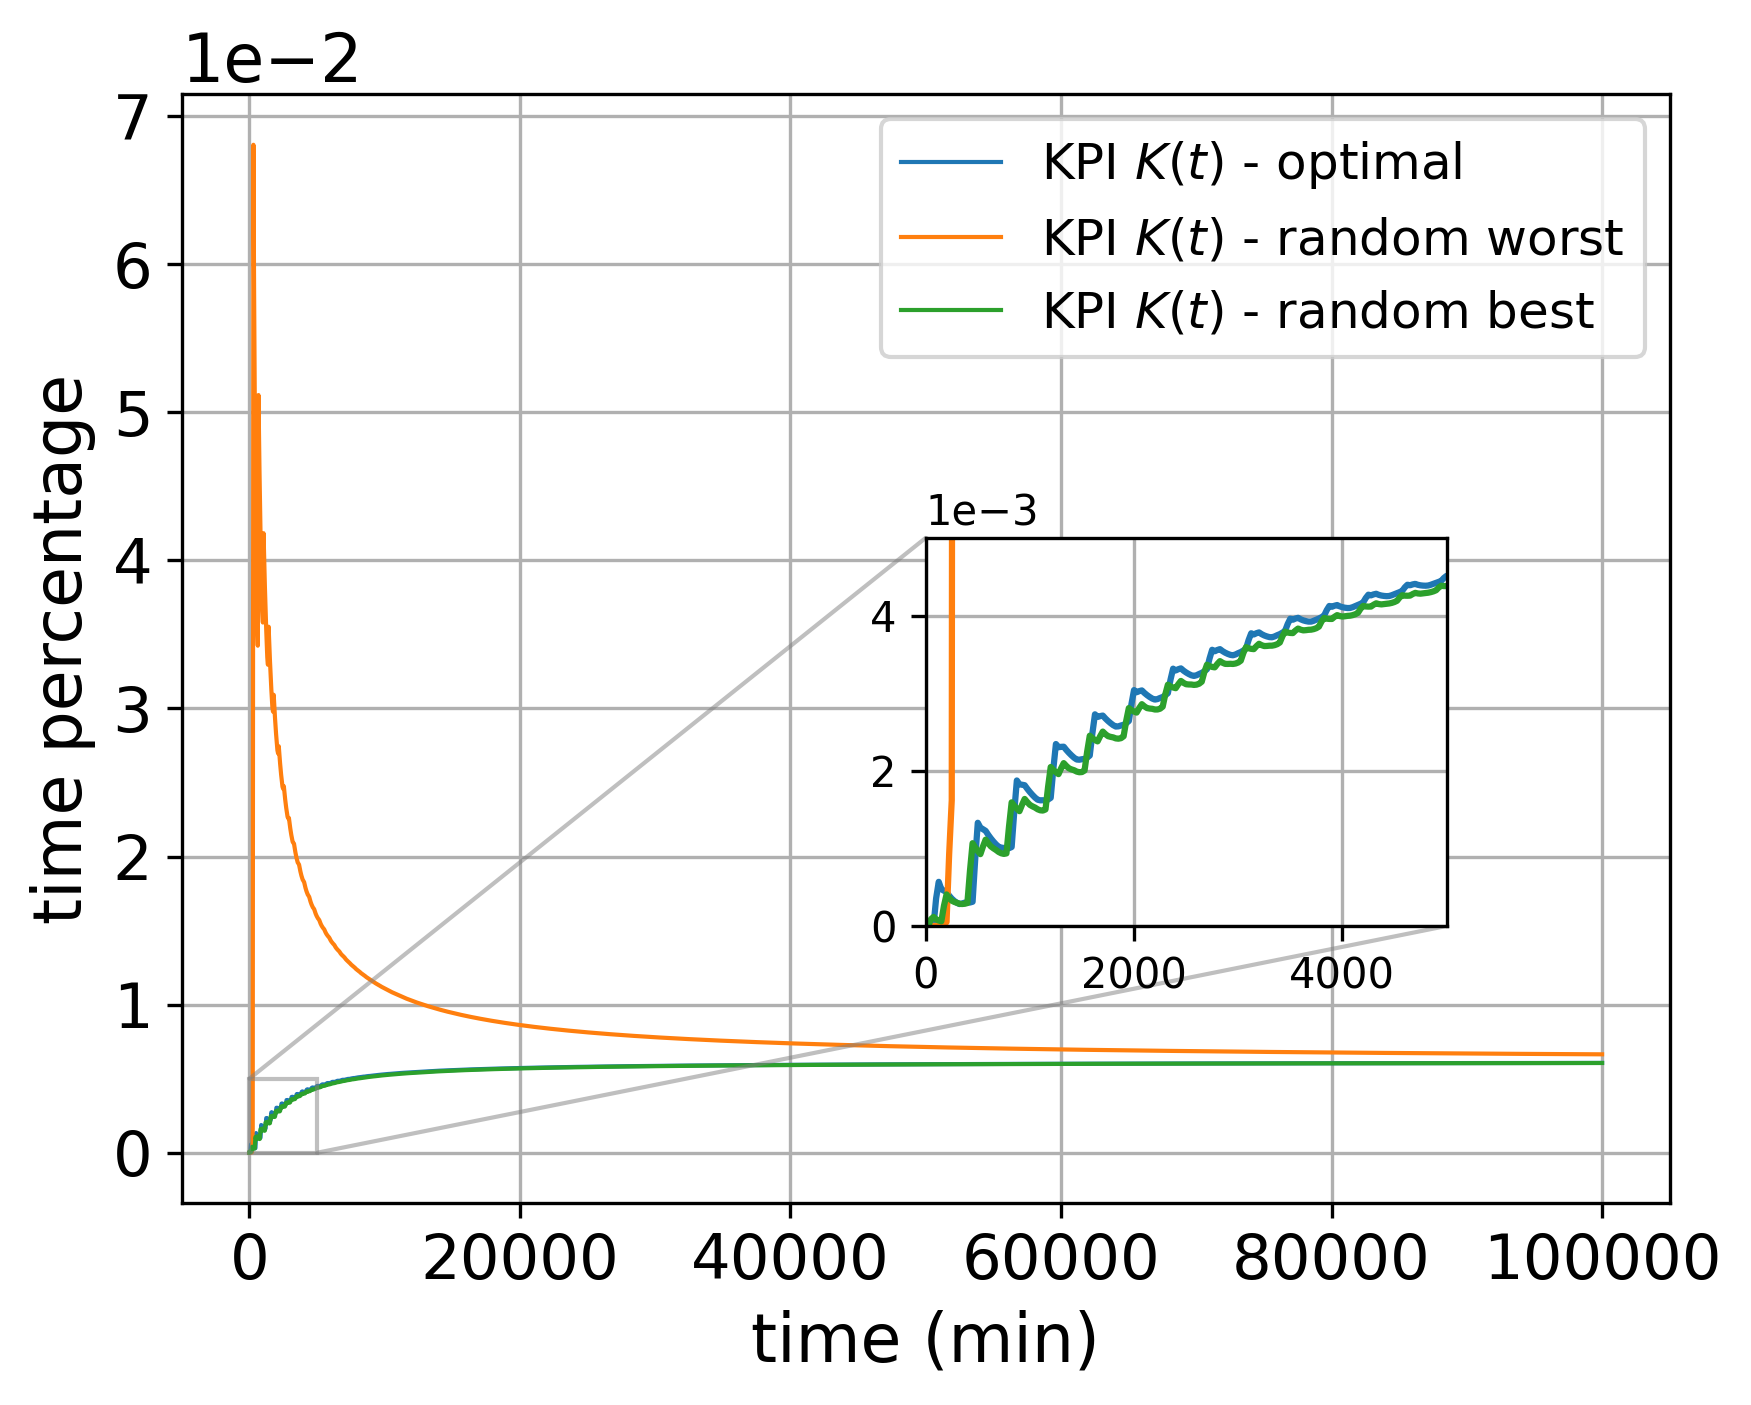 1e−2
7
6
5
4
3
2
1
0
time percentage
KPI K(t) - optimal
KPI K(t) - random worst
KPI K(t) - random best
1e−3
4
2
0
0 2000 4000
0 20000 40000 60000 80000 100000
time (min)